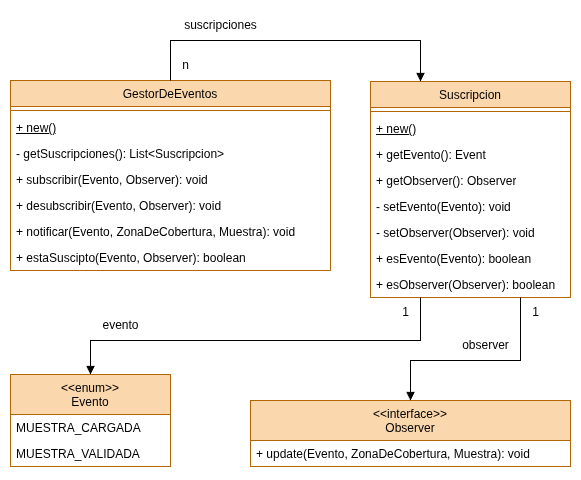 suscripciones
n
GestorDeEventos
+ new()
- getSuscripciones(): List<Suscripcion>
+ subscribir(Evento, Observer): void
+ desubscribir(Evento, Observer): void
+ notificar(Evento, ZonaDeCobertura, Muestra): void
+ estaSuscipto(Evento, Observer): boolean
Suscripcion
+ new()
+ getEvento(): Event
+ getObserver(): Observer
- setEvento(Evento): void
- setObserver(Observer): void
+ esEvento(Evento): boolean
+ esObserver(Observer): boolean
1
1
evento
observer
<<enum>>
Evento
MUESTRA_CARGADA
MUESTRA_VALIDADA
<<interface>>
Observer
+ update(Evento, ZonaDeCobertura, Muestra): void